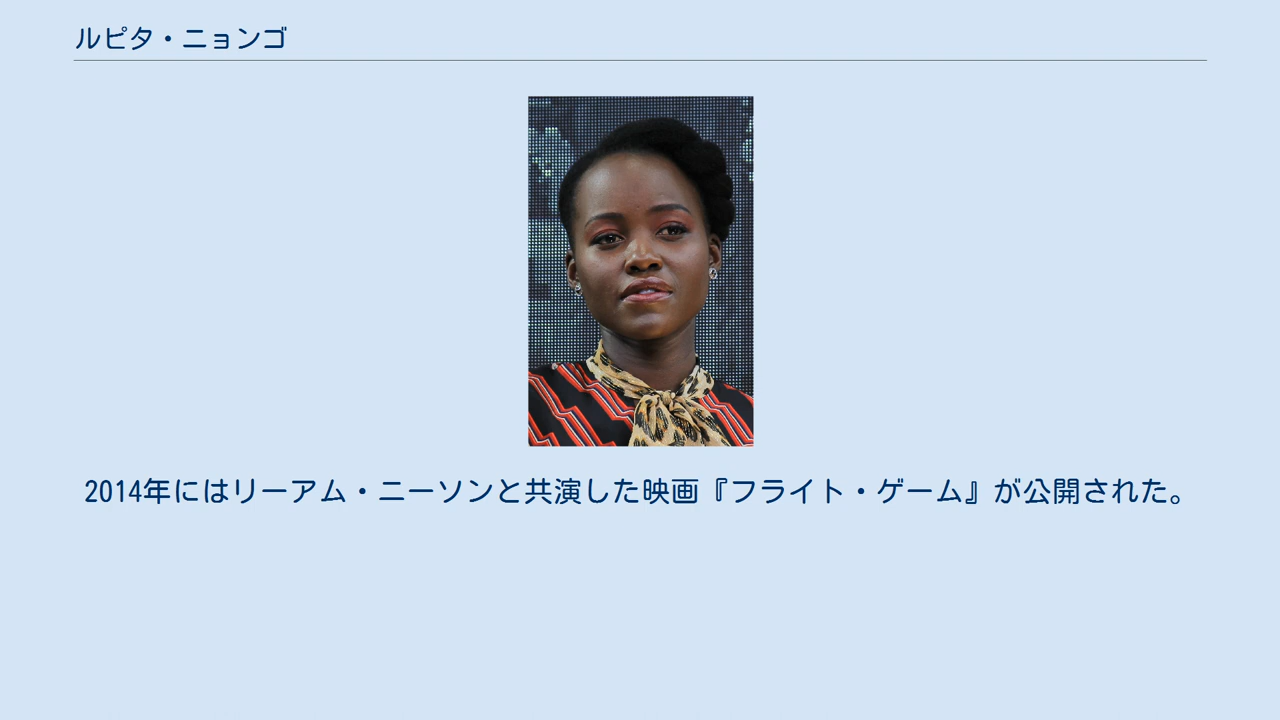 ルピタ・ニョンゴ
2014年にはリーアム・ニーソンと共演した映画『フライト・ゲーム』が公開された。